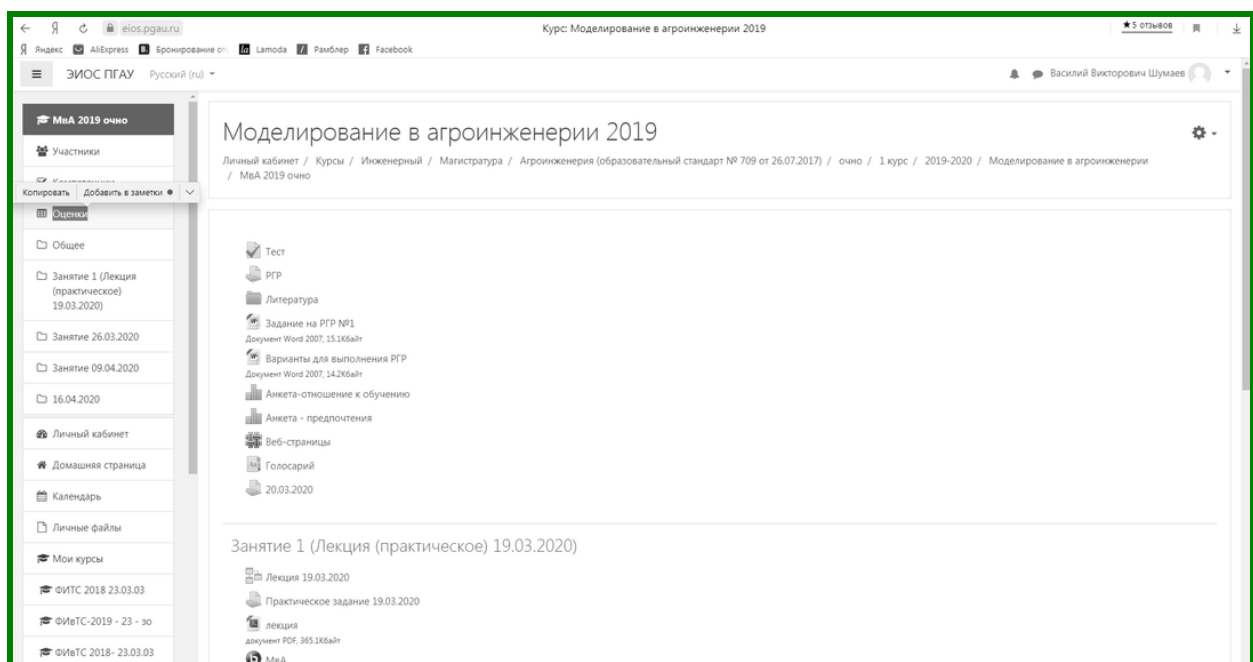 eios.pgau.ru
Курс: Моделирование в агроинженерии 2019
★5 отзывов
Яндекс AliExpress Бронирование от Lamoda Рамблер Facebook
ЭИОС ПГАУ Русский (ru)
Василий Викторович Шумаев
МвА 2019 очно
Участники
Копировать Добавить в заметки
Оценки
Общее
Занятие 1 (Лекция
(практическое)
19.03.2020)
Занятие 26.03.2020
Занятие 09.04.2020
16.04.2020
Личный кабинет
Домашняя страница
Календарь
Личные файлы
Мои курсы
ФИТС 2018 23.03.03
ФИвТС-2019 - 23 - зо
ФИвТС 2018- 23.03.03
Моделирование в агроинженерии 2019
Личный кабинет / Курсы / Инженерный / Магистратура / Агроинженерия (образовательный стандарт № 709 от 26.07.2017) / очно / 1 курс / 2019-2020 / Моделирование в агроинженерии
/ МвА 2019 очно
Тест
РГР
Литература
Задание на РГР №1
Документ Word 2007, 15.1Кбайт
Варианты для выполнения РГР
Документ Word 2007, 14.2Кбайт
Анкета-отношение к обучению
Анкета - предпочтения
Веб-страницы
Голосарий
20.03.2020
Занятие 1 (Лекция (практическое) 19.03.2020)
Лекция 19.03.2020
Практическое задание 19.03.2020
лекция
документ PDF, 365.1Кбайт
МвА